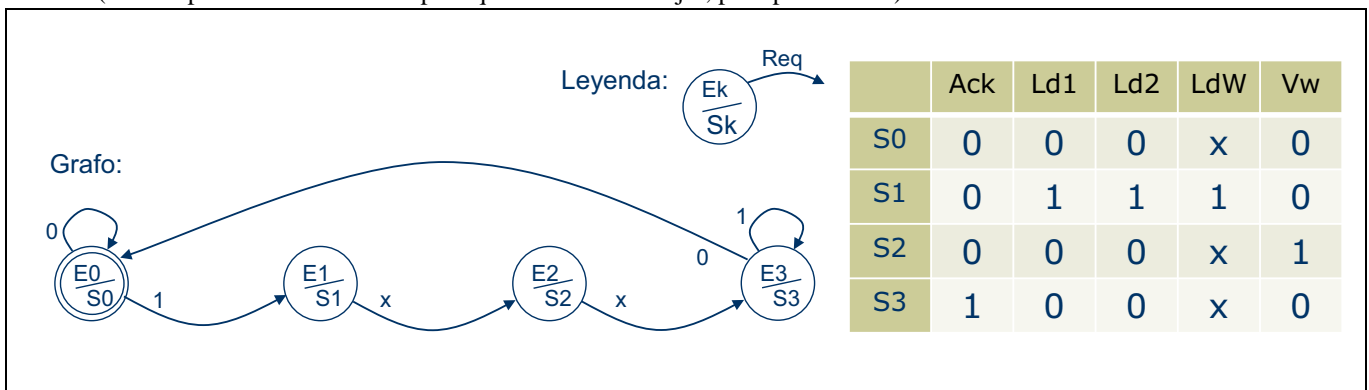 Leyenda:
Req
Ek
Sk
Grafo:
0
E0
S0
1
E1
S1
x
E2
S2
x
0
1
E3
S3
Ack Ld1 Ld2 LdW Vw
S0 0 0 0 x 0
S1 0 1 1 1 0
S2 0 0 0 x 1
S3 1 0 0 x 0